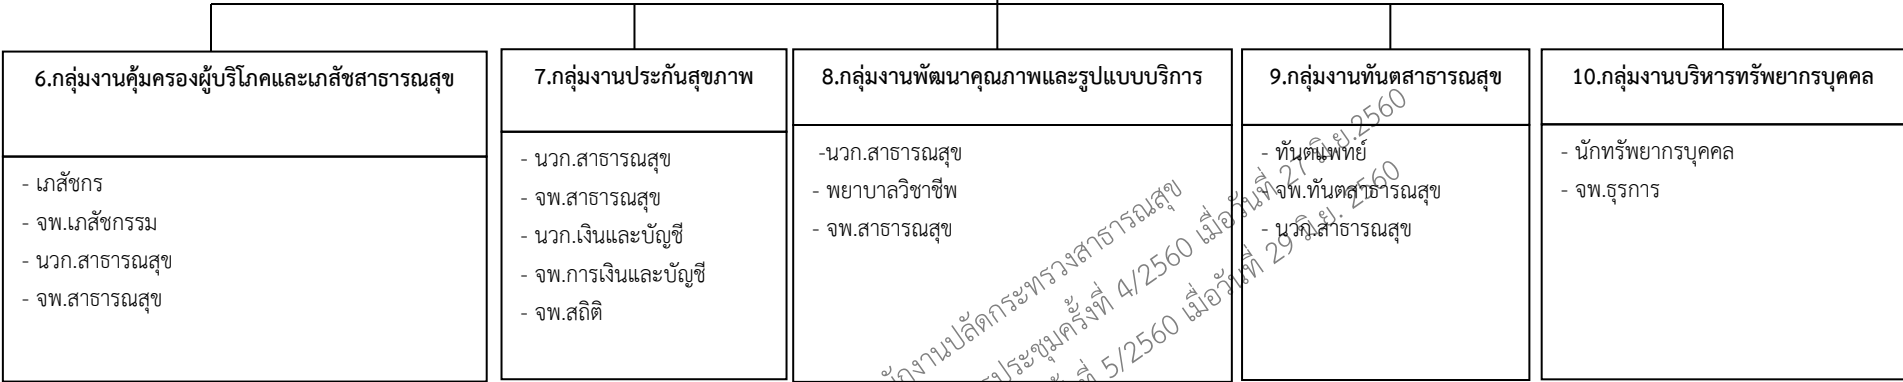 6.กลุ่มงานคุ้มครองผู้บริโภคและเภสัชสาธารณสุข
- เภสัชกร
- จพ.เภสัชกรรม
- นวก.สาธารณสุข
- จพ.สาธารณสุข
7.กลุ่มงานประกันสุขภาพ
- นวก.สาธารณสุข
- จพ.สาธารณสุข
- นวก.เงินและบัญชี
- จพ.การเงินและบัญชี
- จพ.สถิติ
8.กลุ่มงานพัฒนาคุณภาพและรูปแบบบริการ
-นวก.สาธารณสุข
- พยาบาลวิชาชีพ
- จพ.สาธารณสุข
9.กลุ่มงานทันตสาธารณสุข
- ทันตแพทย์
- จพ.ทันตสาธารณสุข
- นวก.สาธารณสุข
10.กลุ่มงานบริหารทรัพยากรบุคคล
- นักทรัพยากรบุคคล
- จพ.ธุรการ
งานปลัดกระทรวงสาธารณสุข
ประชุมครั้งที่ 4/2560 เมื่อวันที่ 27 มิ.ย.2560
ที่ 5/2560 เมื่อวันที่ 29 มิ.ย. 2560